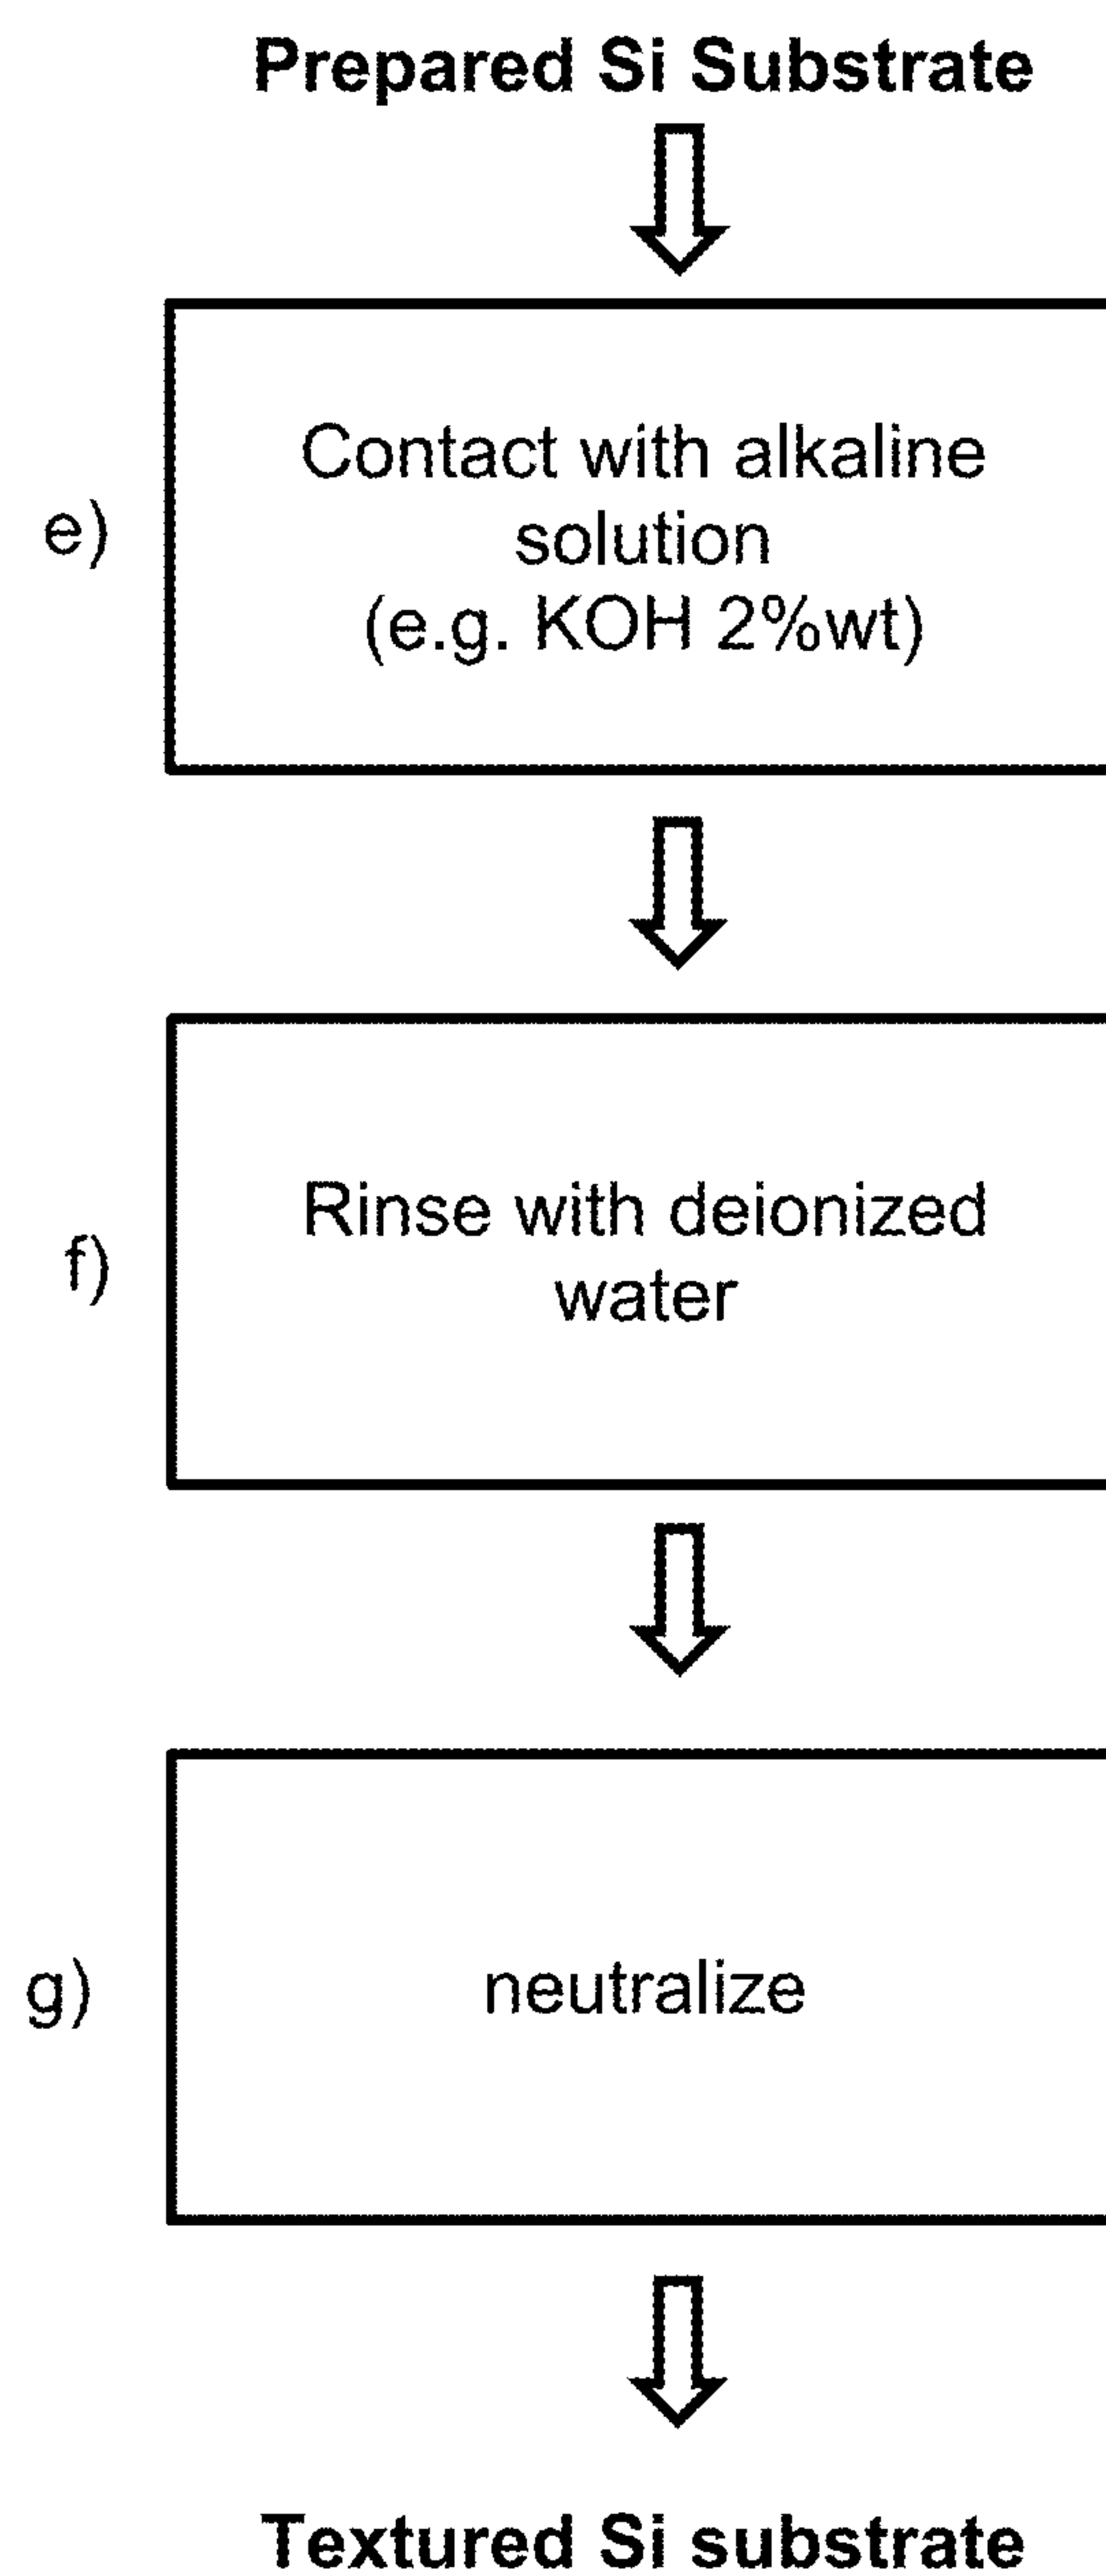 Prepared Si Substrate
e)
Contact with alkaline
solution
(e.g. KOH 2%wt)
f)
Rinse with deionized
water
g)
neutralize
Textured Si substrate